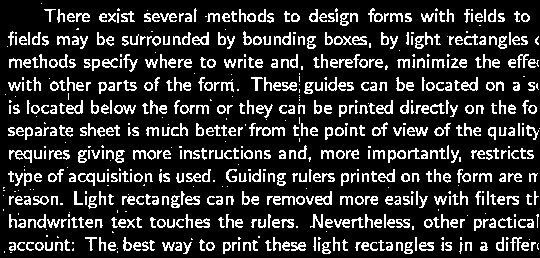 There exist several methods to design forms with fields to
fields may be surrounded by bounding boxes, by light rectangles
methods specify where to write and, therefore, minimize the effe
with other parts of the form. These guides can be located on a s
is located below the form or they can be printed directly on the fo
separate sheet is much better from the point of view of the quality
requires giving more instructions and, more importantly, restricts
type of acquisition is used. Guiding rulers printed on the form are m
reason. Light rectangles can be removed more easily with filters th
handwritten text touches the rulers. Nevertheless, other practical
account: The best way to print these light rectangles is in a differ